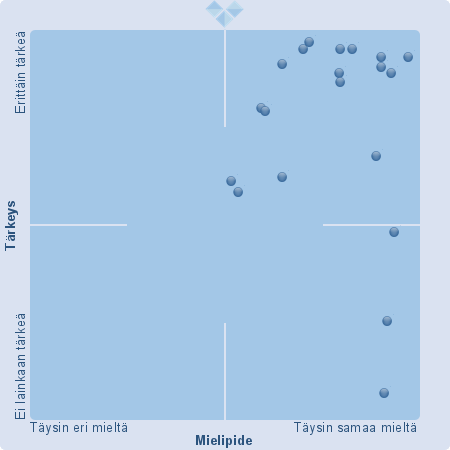 Erittäin tärkeä
Tärkeys
Ei lainkaan tärkeä
Täysin eri mieltä
Täysin samaa mieltä
Mielipide